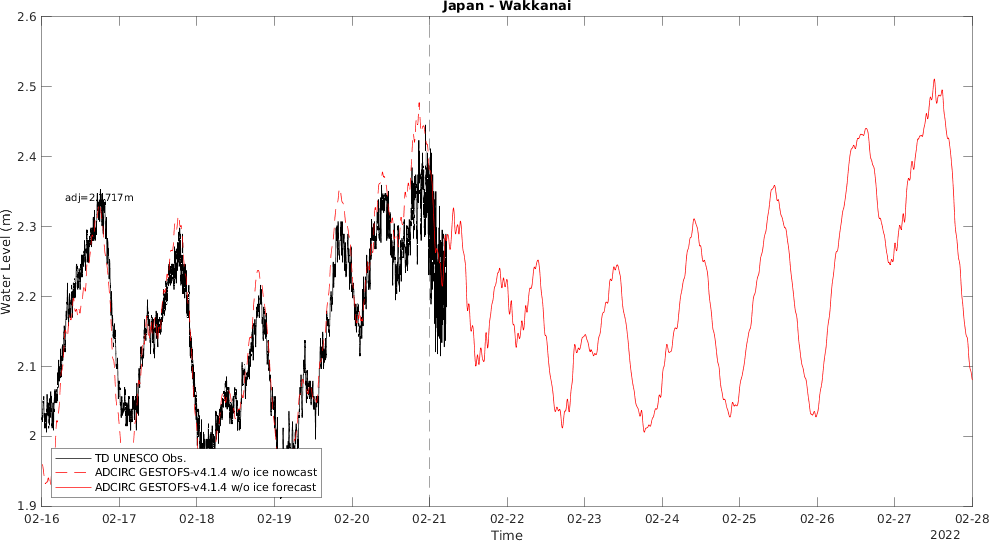 Japan - Wakkanai
2.6
2.5
2.4
2.3
2.2
2.1
2
1.9
Water Level (m)
TD UNESCO Obs.
ADCIRC GESTOFS-v4.1.4 w/o ice nowcast
ADCIRC GESTOFS-v4.1.4 w/o ice forecast
02-16 02-17 02-18 02-19 02-20 02-21 02-22 02-23 02-24 02-25 02-26 02-27 02-28
Time
2022